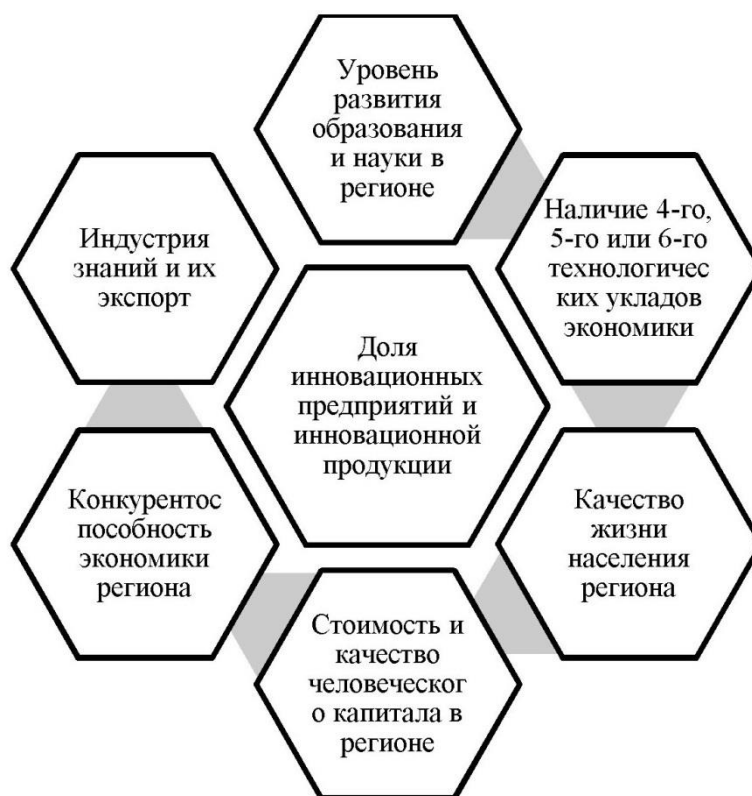 Уровень
развития
образования
и науки в
регионе
Наличие 4-го,
5-го или 6-го
технологичес
ких укладов
экономики
Качество
жизни
населения
региона
Стоимость и
качество
человеческог
о капитала в
регионе
Конкурентос
пособность
экономики
региона
Индустрия
знаний и их
экспорт
Доля
инновационных
предприятий и
инновационной
продукции